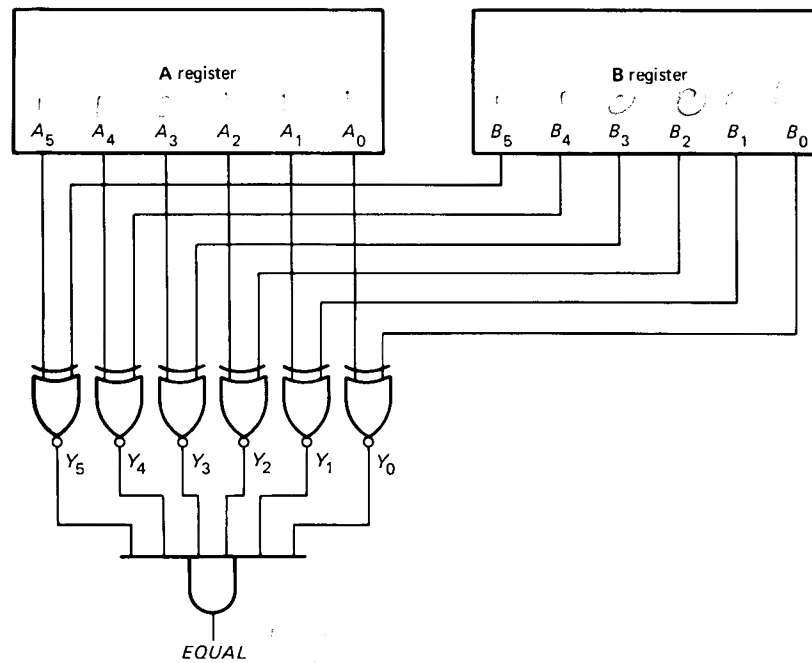 A register
B register
A₅ A₄ A₃ A₂ A₁ A₀
B₅ B₄ B₃ B₂ B₁ B₀
Y₅ Y₄ Y₃ Y₂ Y₁ Y₀
EQUAL